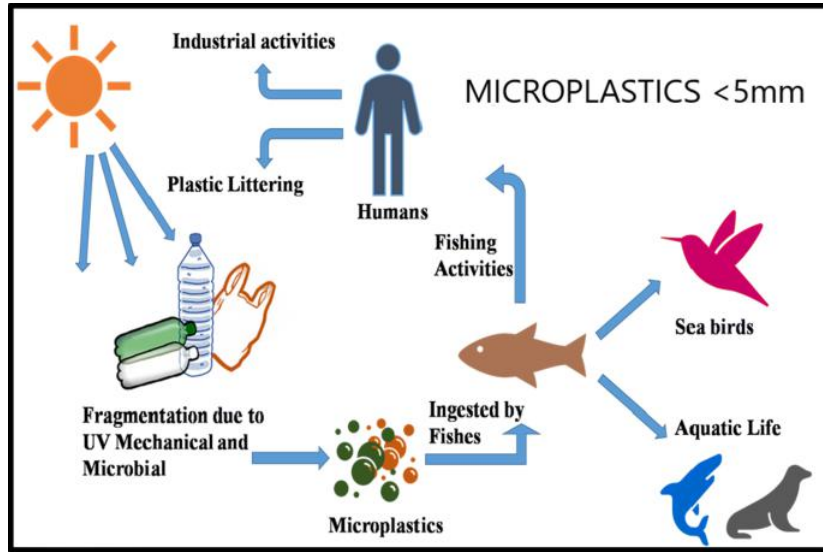 Industrial activities
MICROPLASTICS <5mm
Plastic Littering
Humans
Fishing
Activities
Sea birds
Fragmentation due to
UV Mechanical and
Microbial
Ingested by
Fishes
Aquatic Life
Microplastics